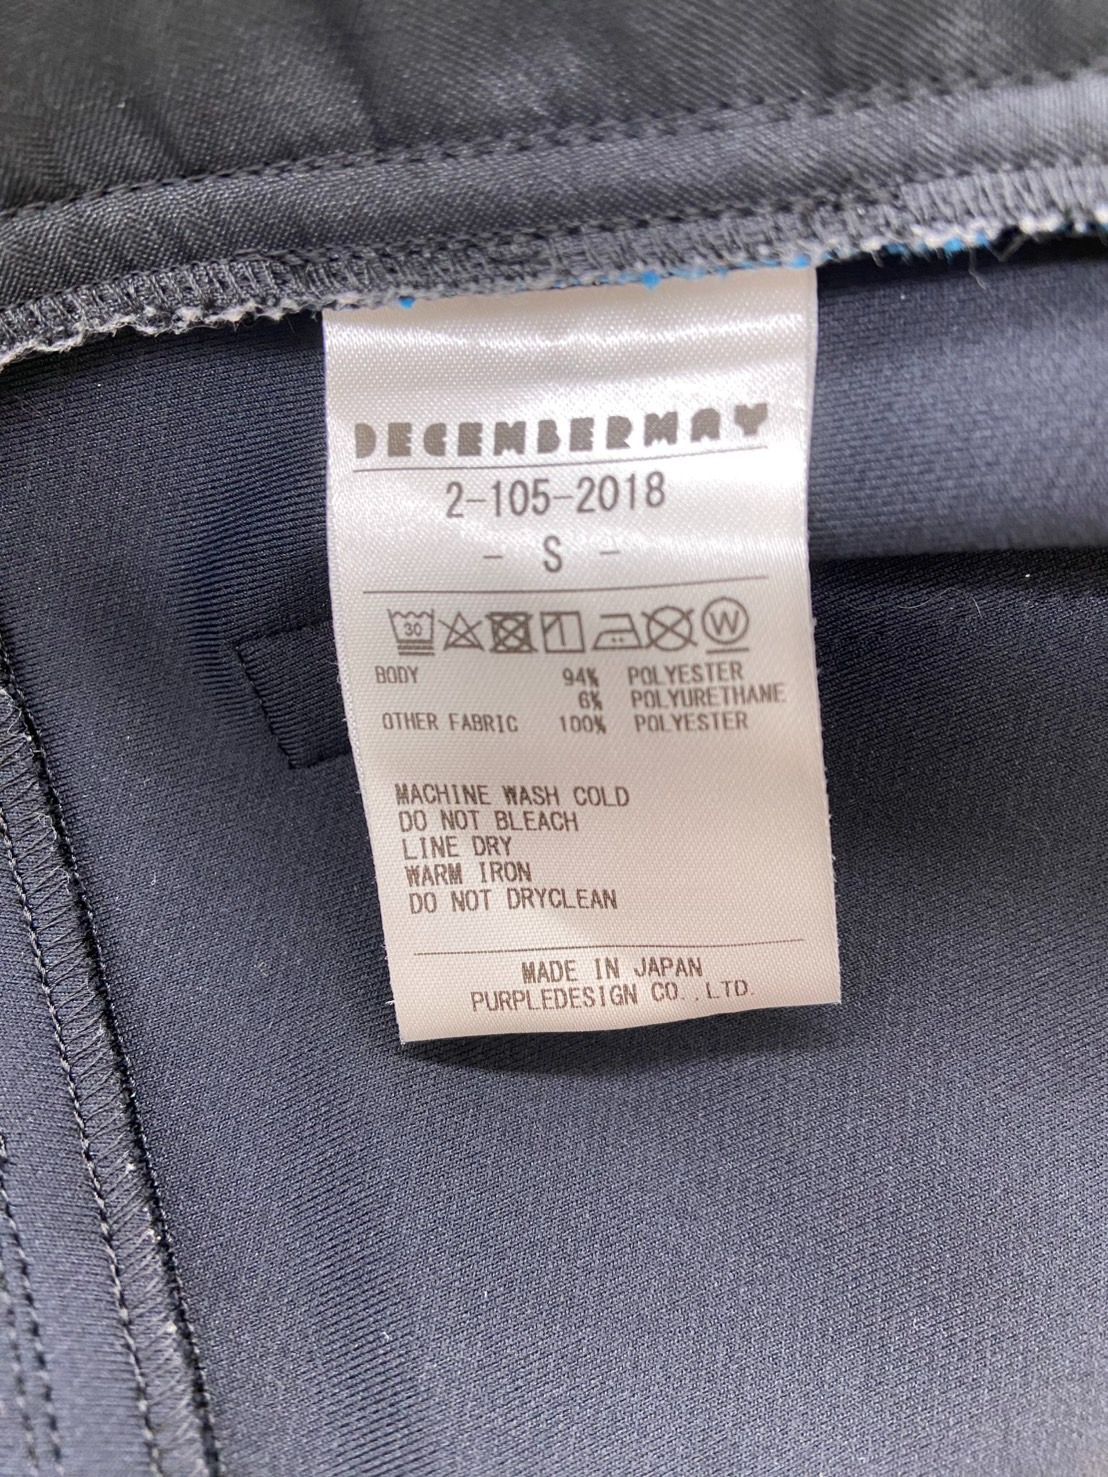 DECEMBERMAY
2-105-2018
- S -
30 W
BODY 94% POLYESTER
6% POLYURETHANE
OTHER FABRIC 100% POLYESTER
MACHINE WASH COLD
DO NOT BLEACH
LINE DRY
WARM IRON
DO NOT DRYCLEAN
MADE IN JAPAN
PURPLEDESIGN CO.,LTD.